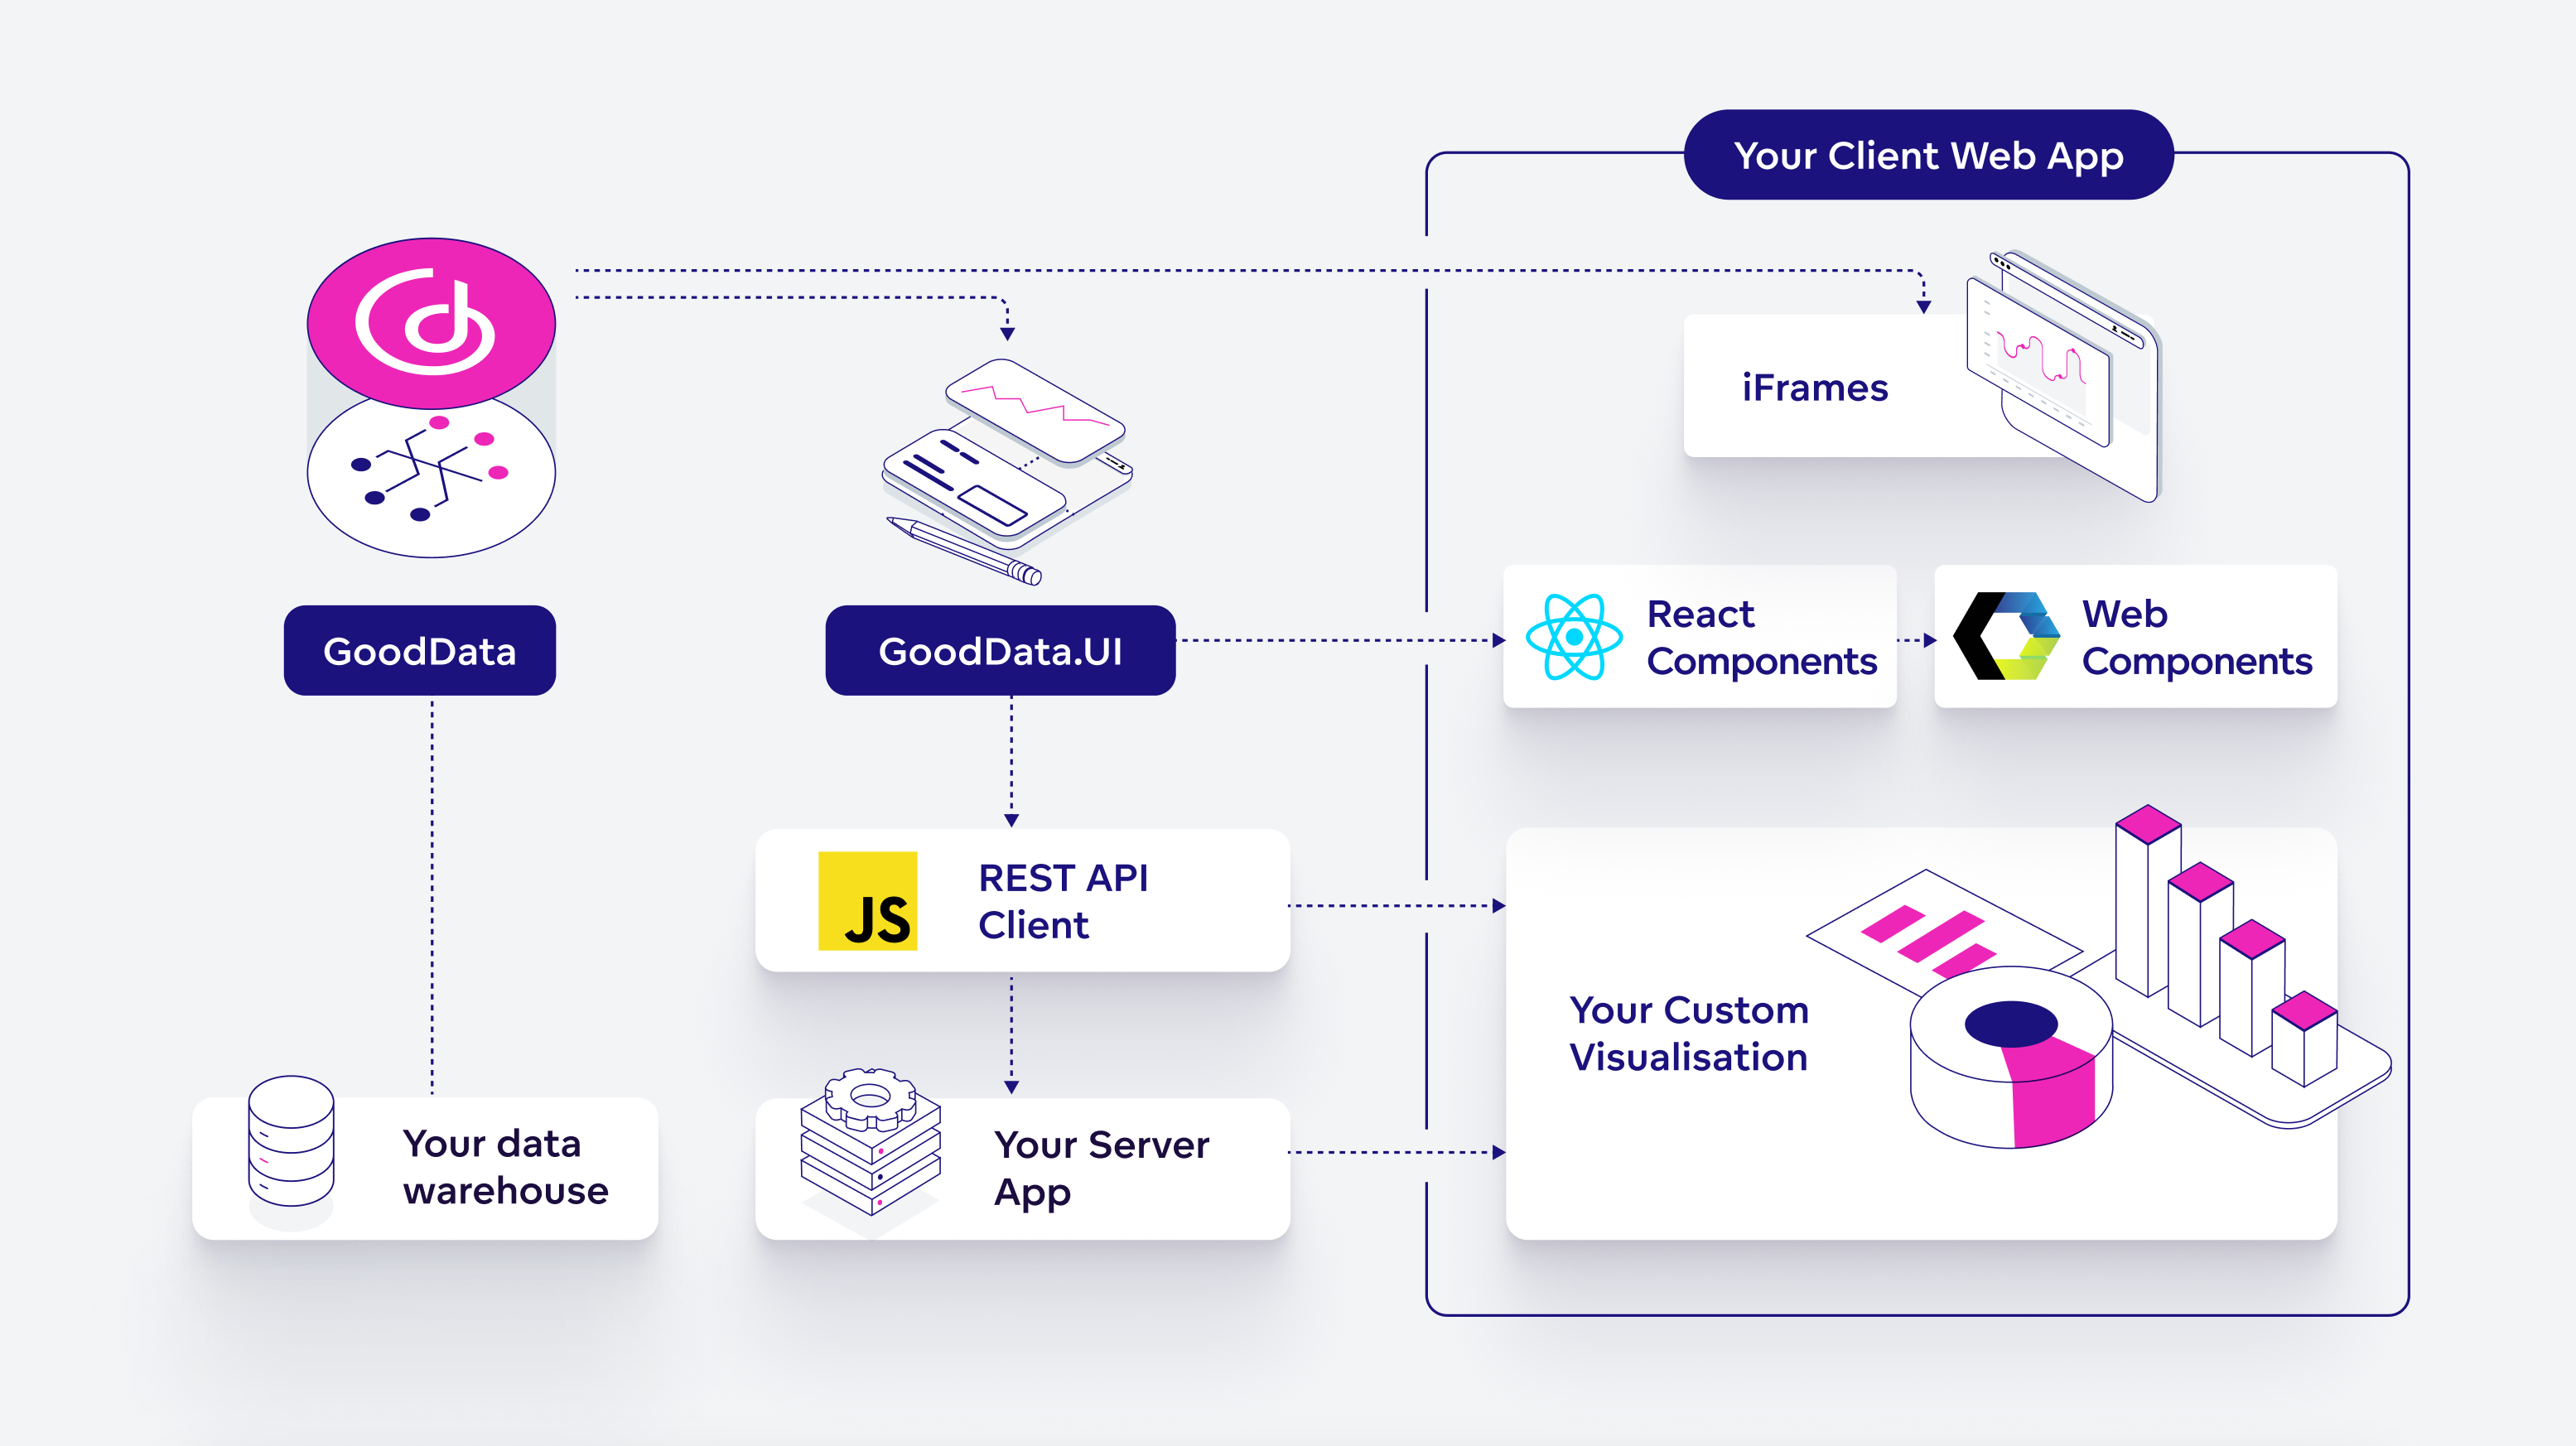 Your Client Web App
iFrames
GoodData
GoodData.UI
React
Components
Web
Components
JS
REST API
Client
Your Custom
Visualisation
Your data
warehouse
Your Server
App